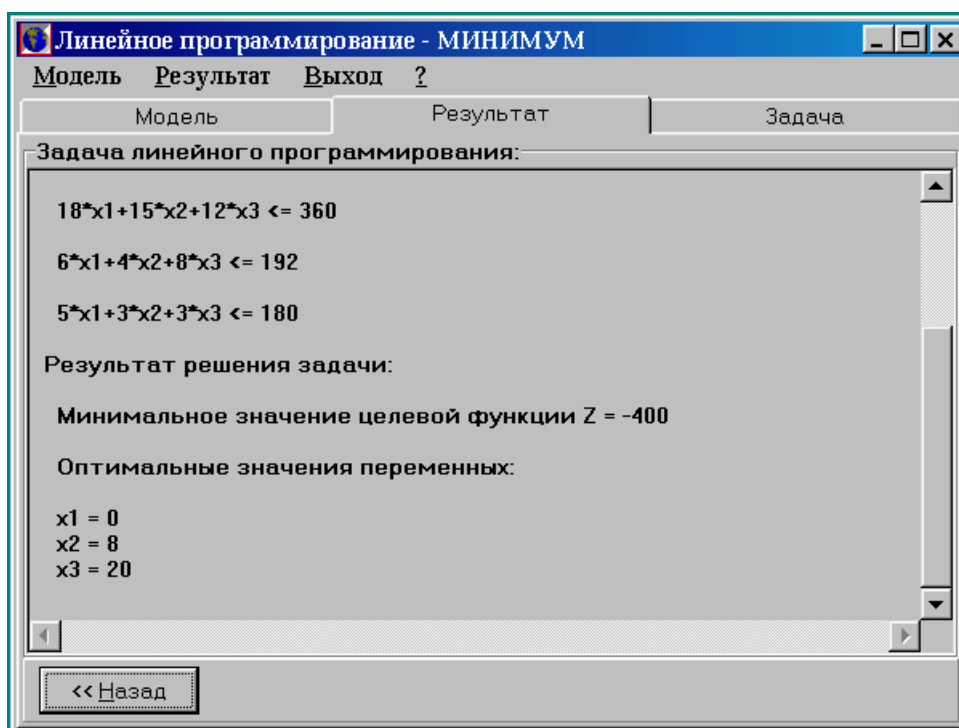 Линейное программирование - МИНИМУМ
Модель Результат Выход ?
Модель Результат Задача
Задача линейного программирования:
18*x1+15*x2+12*x3 <= 360
6*x1+4*x2+8*x3 <= 192
5*x1+3*x2+3*x3 <= 180
Результат решения задачи:
Минимальное значение целевой функции Z = -400
Оптимальные значения переменных:
x1 = 0
x2 = 8
x3 = 20
<< Назад